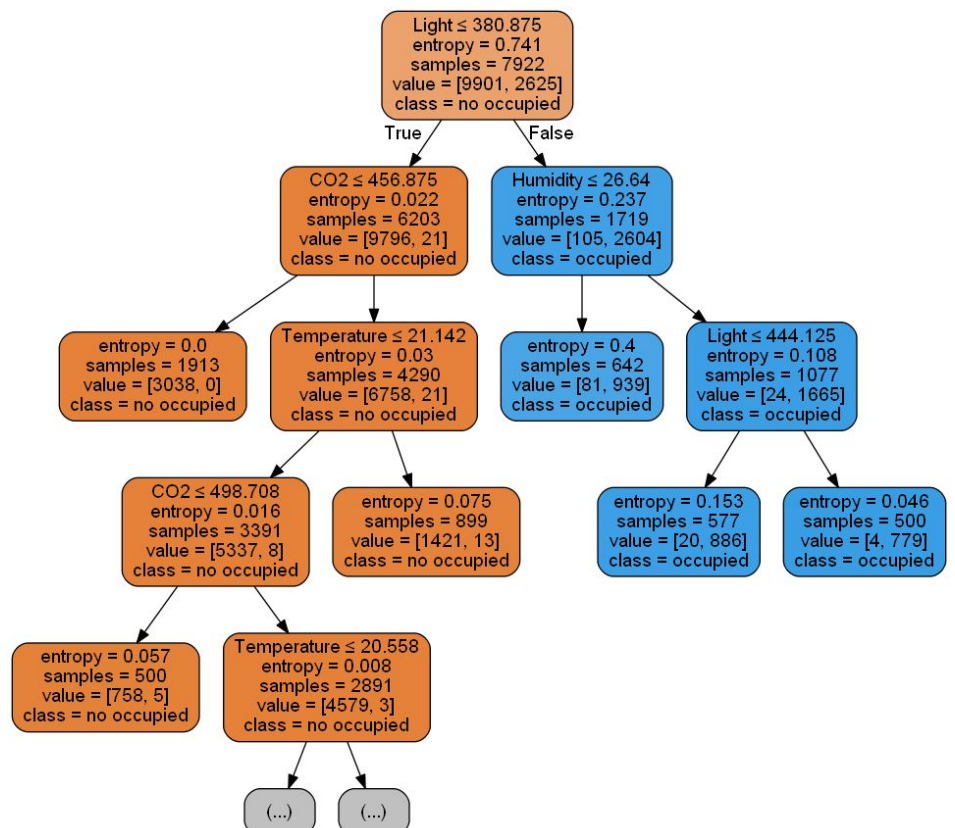 Light ≤ 380.875
entropy = 0.741
samples = 7922
value = [9901, 2625]
class = no occupied
True
False
CO2 ≤ 456.875
entropy = 0.022
samples = 6203
value = [9796, 21]
class = no occupied
Humidity ≤ 26.64
entropy = 0.237
samples = 1719
value = [105, 2604]
class = occupied
entropy = 0.0
samples = 1913
value = [3038, 0]
class = no occupied
Temperature ≤ 21.142
entropy = 0.03
samples = 4290
value = [6758, 21]
class = no occupied
entropy = 0.4
samples = 642
value = [81, 939]
class = occupied
Light ≤ 444.125
entropy = 0.108
samples = 1077
value = [24, 1665]
class = occupied
CO2 ≤ 498.708
entropy = 0.016
samples = 3391
value = [5337, 8]
class = no occupied
entropy = 0.075
samples = 899
value = [1421, 13]
class = no occupied
entropy = 0.153
samples = 577
value = [20, 886]
class = occupied
entropy = 0.046
samples = 500
value = [4, 779]
class = occupied
entropy = 0.057
samples = 500
value = [758, 5]
class = no occupied
Temperature ≤ 20.558
entropy = 0.008
samples = 2891
value = [4579, 3]
class = no occupied
(...)
(...)